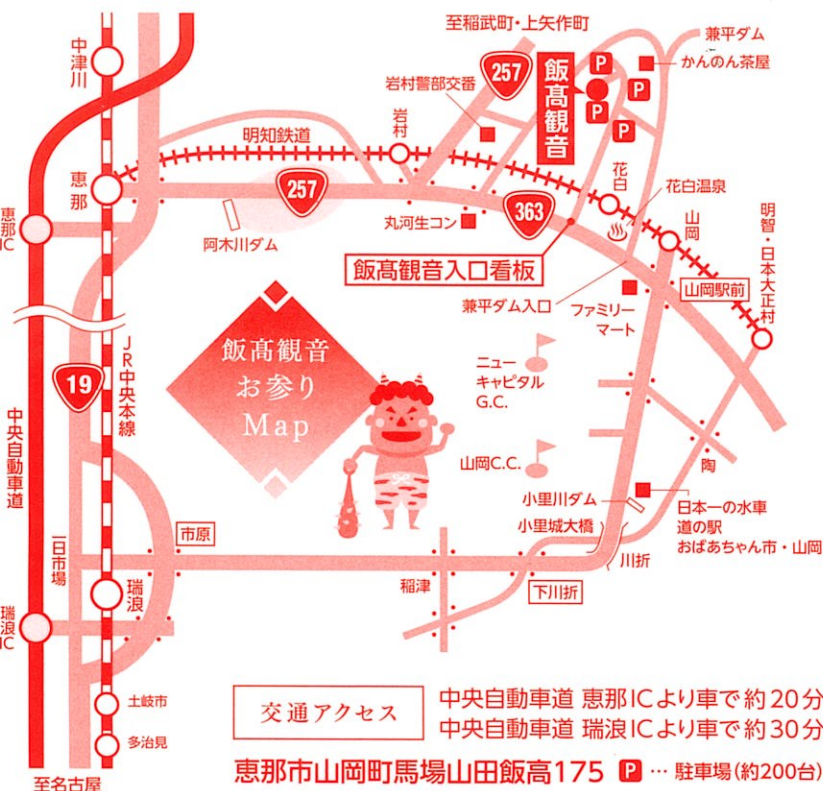 至稲武町・上矢作町
兼平ダム
中津川
257
飯髙観音
P
P
P
P
かんのん茶屋
岩村警部交番
岩村
明知鉄道
恵那
257
花白
花白温泉
363
山岡
明智・日本大正村
恵那IC
阿木川ダム
丸河生コン
飯髙観音入口看板
兼平ダム入口
ファミリー
マート
山岡駅前
飯髙観音
お参り
Map
19
JR中央本線
中央自動車道
ニュー
キャピタル
G.C.
山岡C.C.
陶
小里川ダム
小里城大橋
日本一の水車
道の駅
おばあちゃん市・山岡
川折
市原
一日市場
瑞浪
稲津
下川折
瑞浪IC
土岐市
多治見
至名古屋
交通アクセス
中央自動車道 恵那ICより車で約20分
中央自動車道 瑞浪ICより車で約30分
恵那市山岡町馬場山田飯高175 P … 駐車場(約200台)